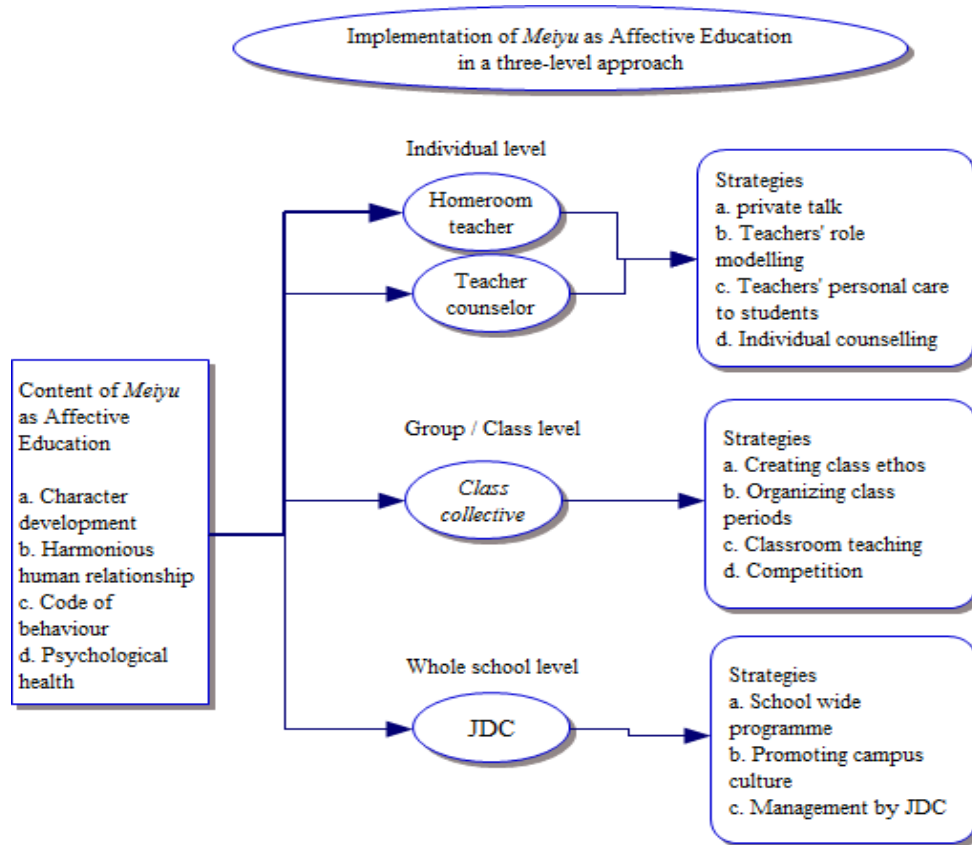 Implementation of Meiyu as Affective Education
in a three-level approach
Individual level
Homeroom
teacher
Teacher
counselor
Strategies
a. private talk
b. Teachers' role
modelling
c. Teachers' personal care
to students
d. Individual counselling
Content of Meiyu
as Affective
Education
a. Character
development
b. Harmonious
human relationship
c. Code of
behaviour
d. Psychological
health
Group / Class level
Class
collective
Strategies
a. Creating class ethos
b. Organizing class
periods
c. Classroom teaching
d. Competition
Whole school level
JDC
Strategies
a. School wide
programme
b. Promoting campus
culture
c. Management by JDC